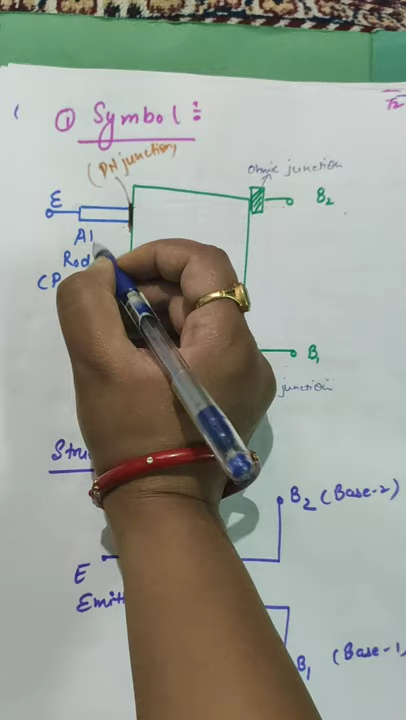 ① Symbol :
(PN junction)
Ohmic junction
E
B2
Al
Rod
(P
B1
junction
B2 (Base-2)
E
B1 (Base-1